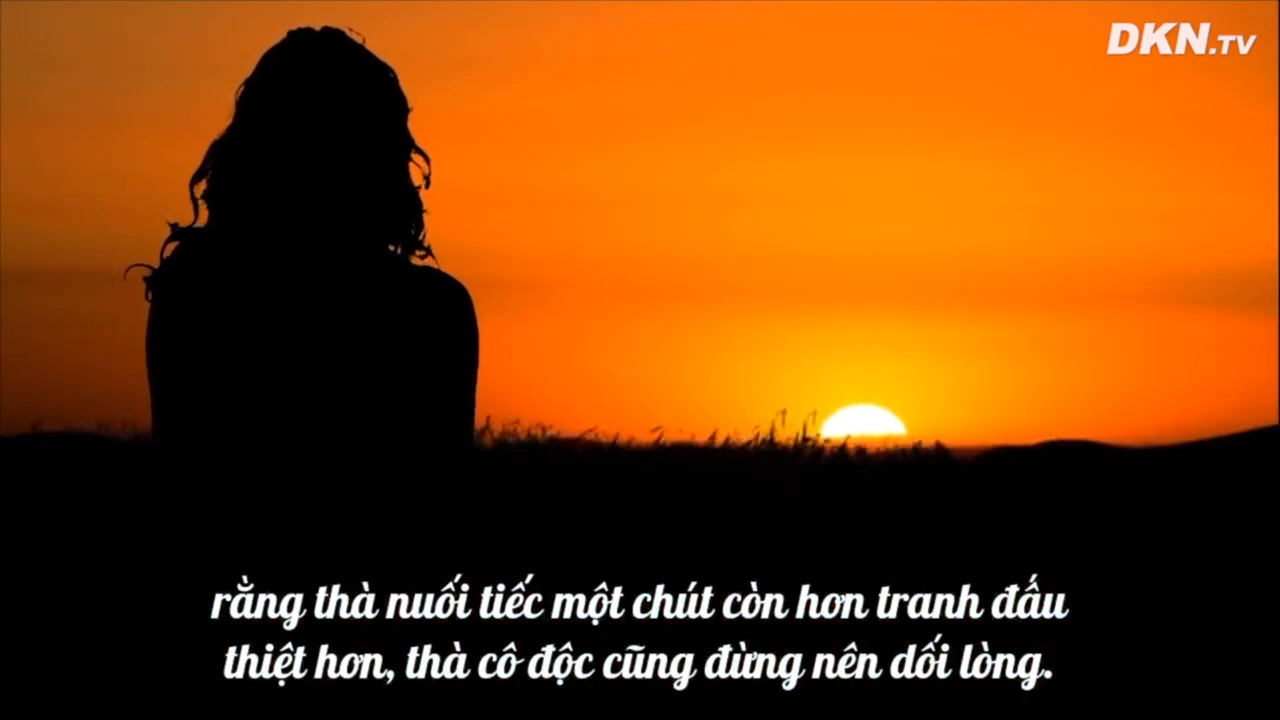 DKN.TV
rằng thà nuối tiếc một chút còn hơn tranh đấu
thiệt hơn, thà cô độc cũng đừng nên dối lòng.